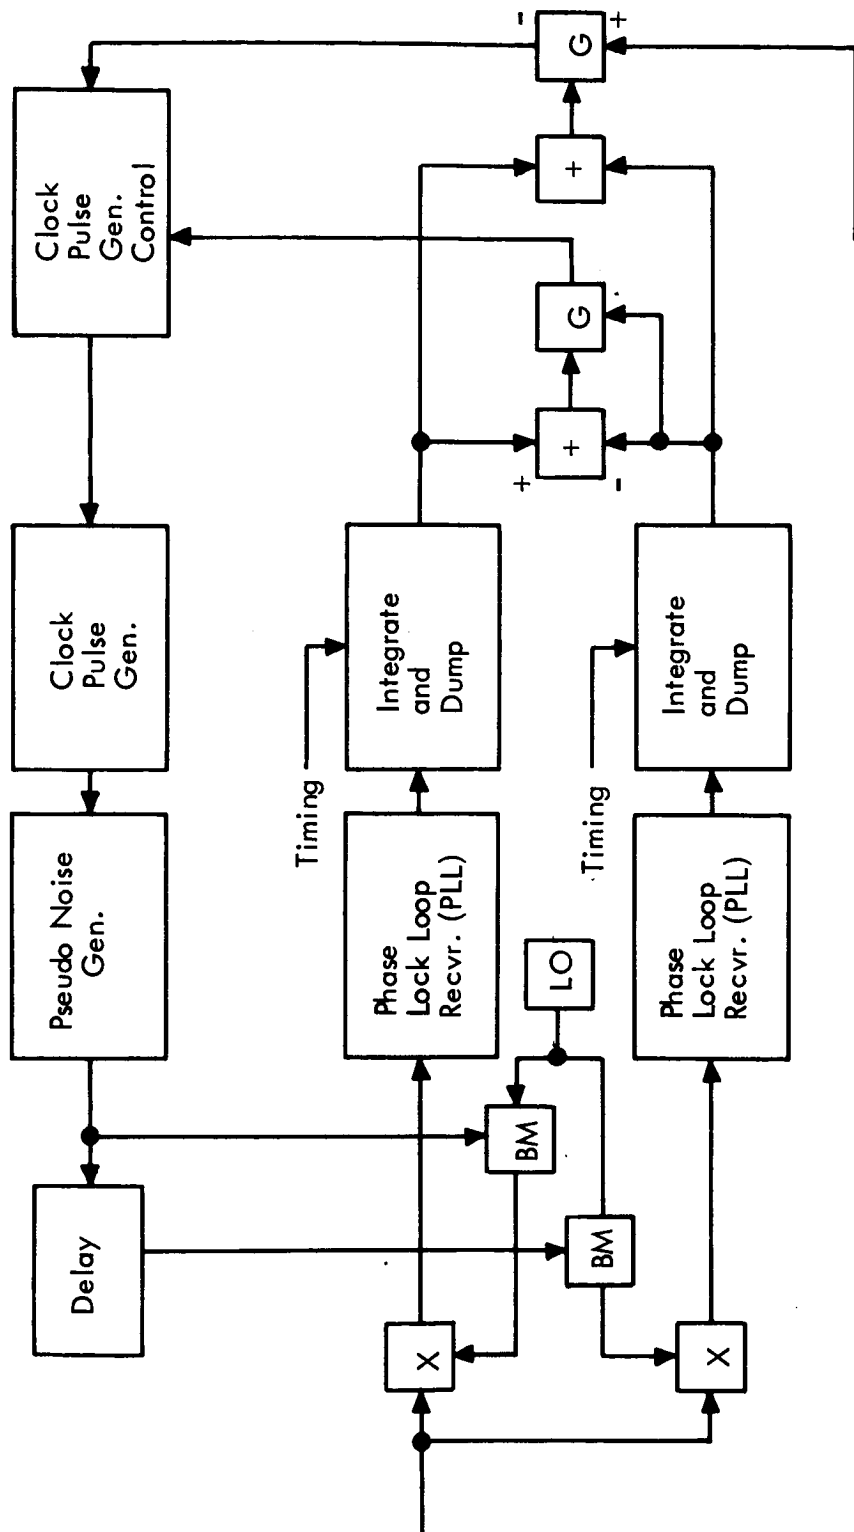 Clock
Pulse
Gen.
Control
Clock
Pulse
Gen.
Pseudo Noise
Gen.
Delay
- G +
+
G
+ + -
Timing
Integrate
and
Dump
Timing
Integrate
and
Dump
Phase
Lock Loop
Recvr. (PLL)
LO
Phase
Lock Loop
Recvr. (PLL)
BM
BM
X
X